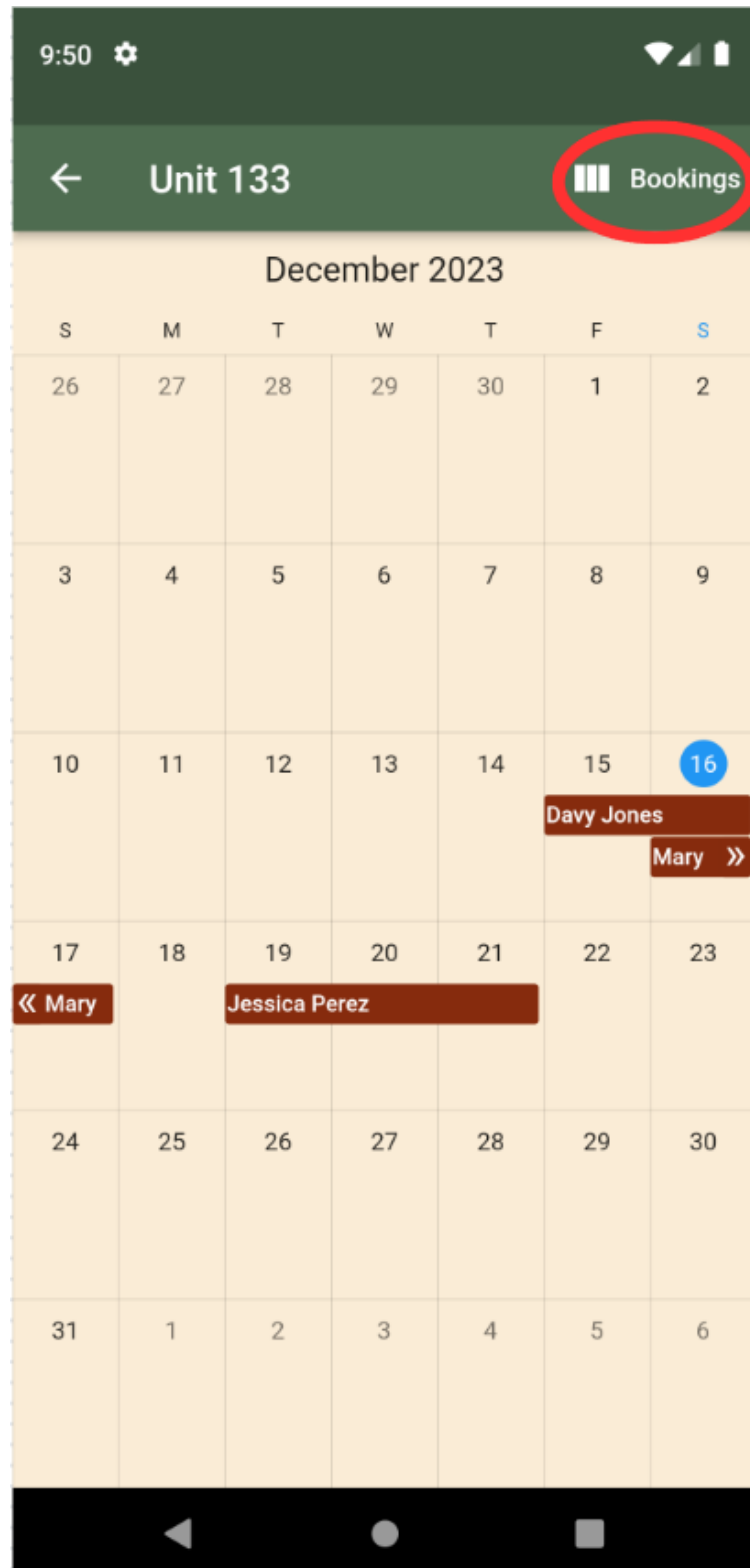 9:50
Unit 133 Bookings
December 2023
S M T W T F S
26 27 28 29 30 1 2
3 4 5 6 7 8 9
10 11 12 13 14 15 16
Davy Jones
Mary »
17 18 19 20 21 22 23
« Mary Jessica Perez
24 25 26 27 28 29 30
31 1 2 3 4 5 6